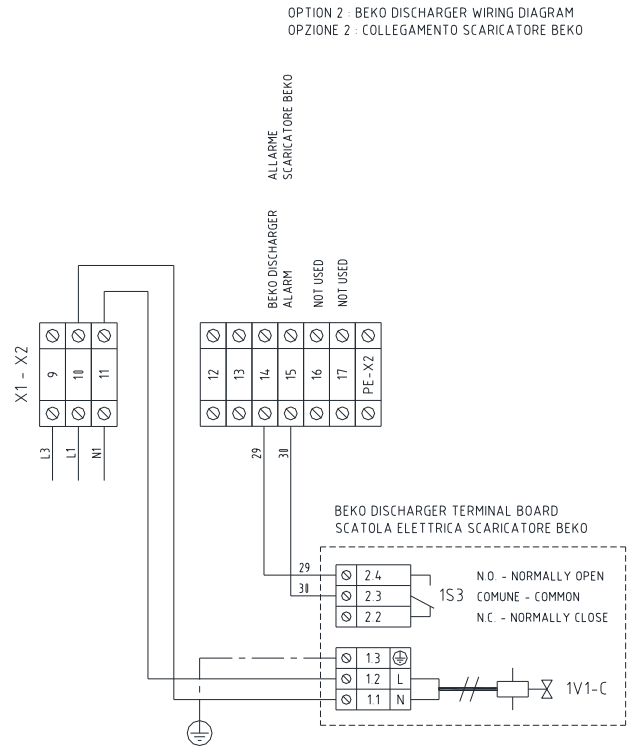 OPTION 2 : BEKO DISCHARGER WIRING DIAGRAM
OPZIONE 2 : COLLEGAMENTO SCARICATORE BEKO
ALLARME
SCARICATORE BEKO
BEKO DISCHARGER
ALARM
NOT USED
NOT USED
X1 - X2
9
10
11
12
13
14
15
16
17
PE-X2
L3
L1
N1
29
30
BEKO DISCHARGER TERMINAL BOARD
SCATOLA ELETTRICA SCARICATORE BEKO
29
2.4
N.O. - NORMALLY OPEN
30
2.3
1S3
COMUNE - COMMON
2.2
N.C. - NORMALLY CLOSE
1.3
1.2
L
1.1
N
1V1-C